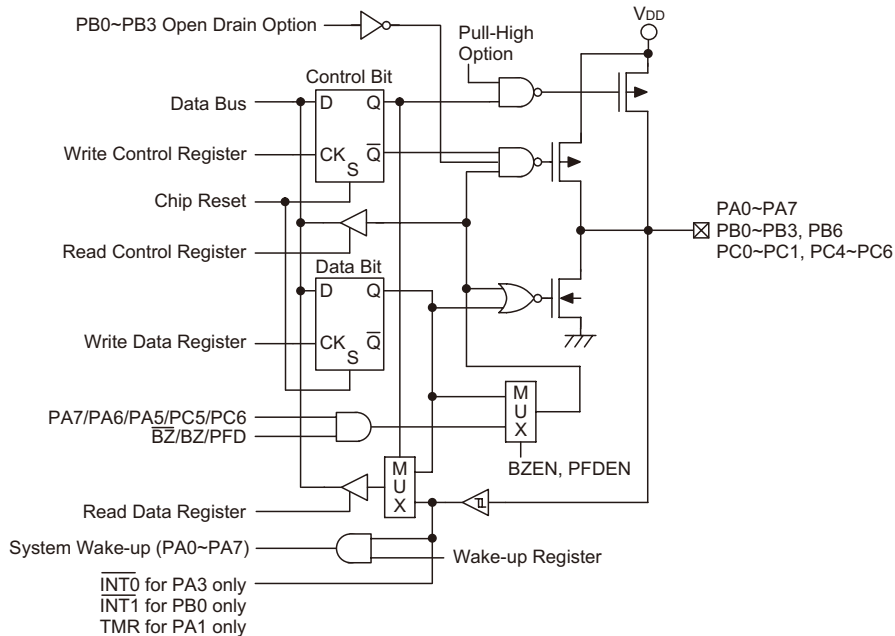 PB0~PB3 Open Drain Option
VDD
Pull-High
Option
Control Bit
Data Bus
D
Q
Write Control Register
CK
S
Q̅
Chip Reset
Read Control Register
PA0~PA7
PB0~PB3, PB6
PC0~PC1, PC4~PC6
Data Bit
D
Q
Write Data Register
CK
S
Q̅
PA7/PA6/PA5/PC5/PC6
B̅Z̅/BZ/PFD
M
U
X
BZEN, PFDEN
M
U
X
Read Data Register
System Wake-up (PA0~PA7)
Wake-up Register
I̅N̅T̅0̅ for PA3 only
I̅N̅T̅1̅ for PB0 only
TMR for PA1 only